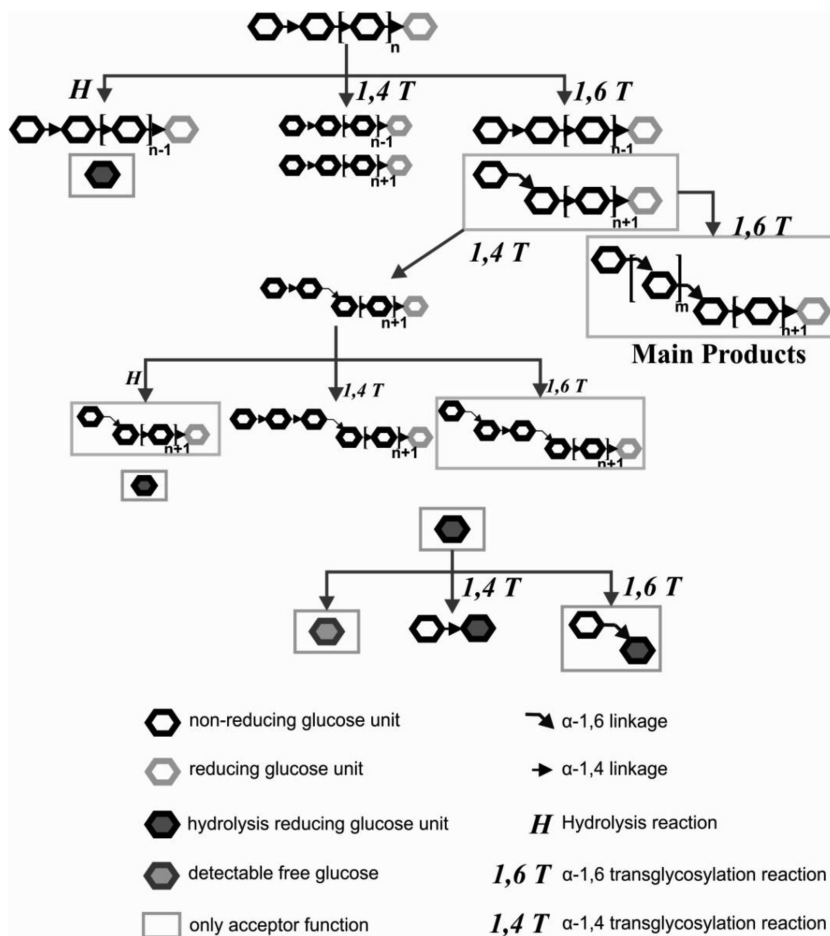 n
H
1,4 T
1,6 T
n-1
n-1
n-1
n+1
n+1
1,4 T
1,6 T
m
n+1
n+1
Main Products
H
1,4 T
1,6 T
n+1
n+1
n+1
1,4 T
1,6 T
non-reducing glucose unit
α-1,6 linkage
reducing glucose unit
α-1,4 linkage
hydrolysis reducing glucose unit
H Hydrolysis reaction
detectable free glucose
1,6 T α-1,6 transglycosylation reaction
only acceptor function
1,4 T α-1,4 transglycosylation reaction